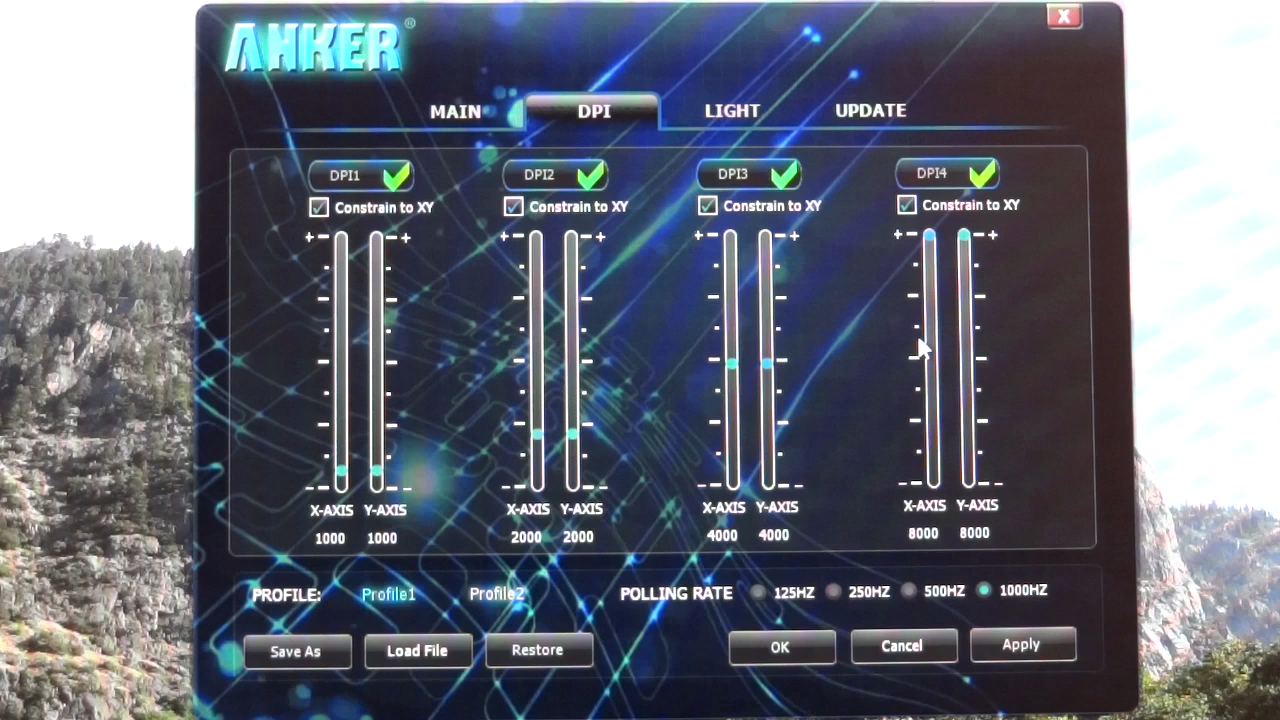 ANKER®
X
MAIN DPI LIGHT UPDATE
DPI1 DPI2 DPI3 DPI4
Constrain to XY Constrain to XY Constrain to XY Constrain to XY
+ + + + + + + +
- - - - - - - -
X-AXIS Y-AXIS X-AXIS Y-AXIS X-AXIS Y-AXIS X-AXIS Y-AXIS
1000 1000 2000 2000 4000 4000 8000 8000
PROFILE: Profile1 Profile2 POLLING RATE 125HZ 250HZ 500HZ 1000HZ
Save As Load File Restore OK Cancel Apply